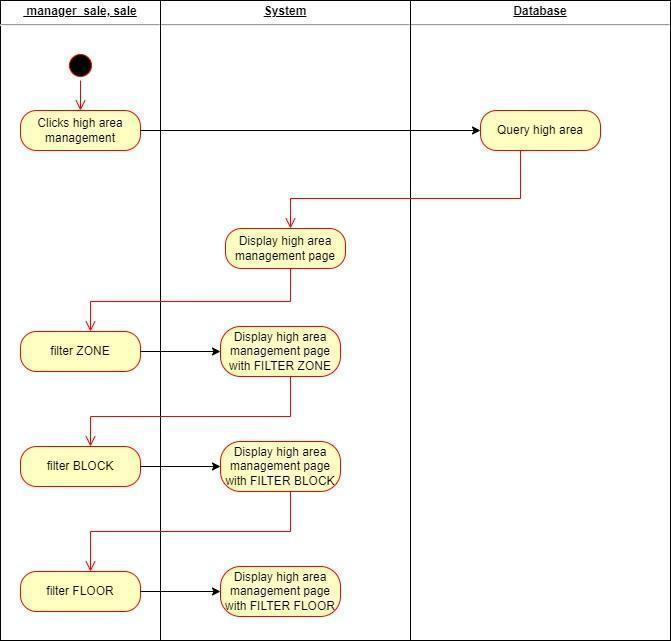 manager_sale, sale
System
Database
Clicks high area
management
Query high area
Display high area
management page
filter ZONE
Display high area
management page
with FILTER ZONE
filter BLOCK
Display high area
management page
with FILTER BLOCK
filter FLOOR
Display high area
management page
with FILTER FLOOR